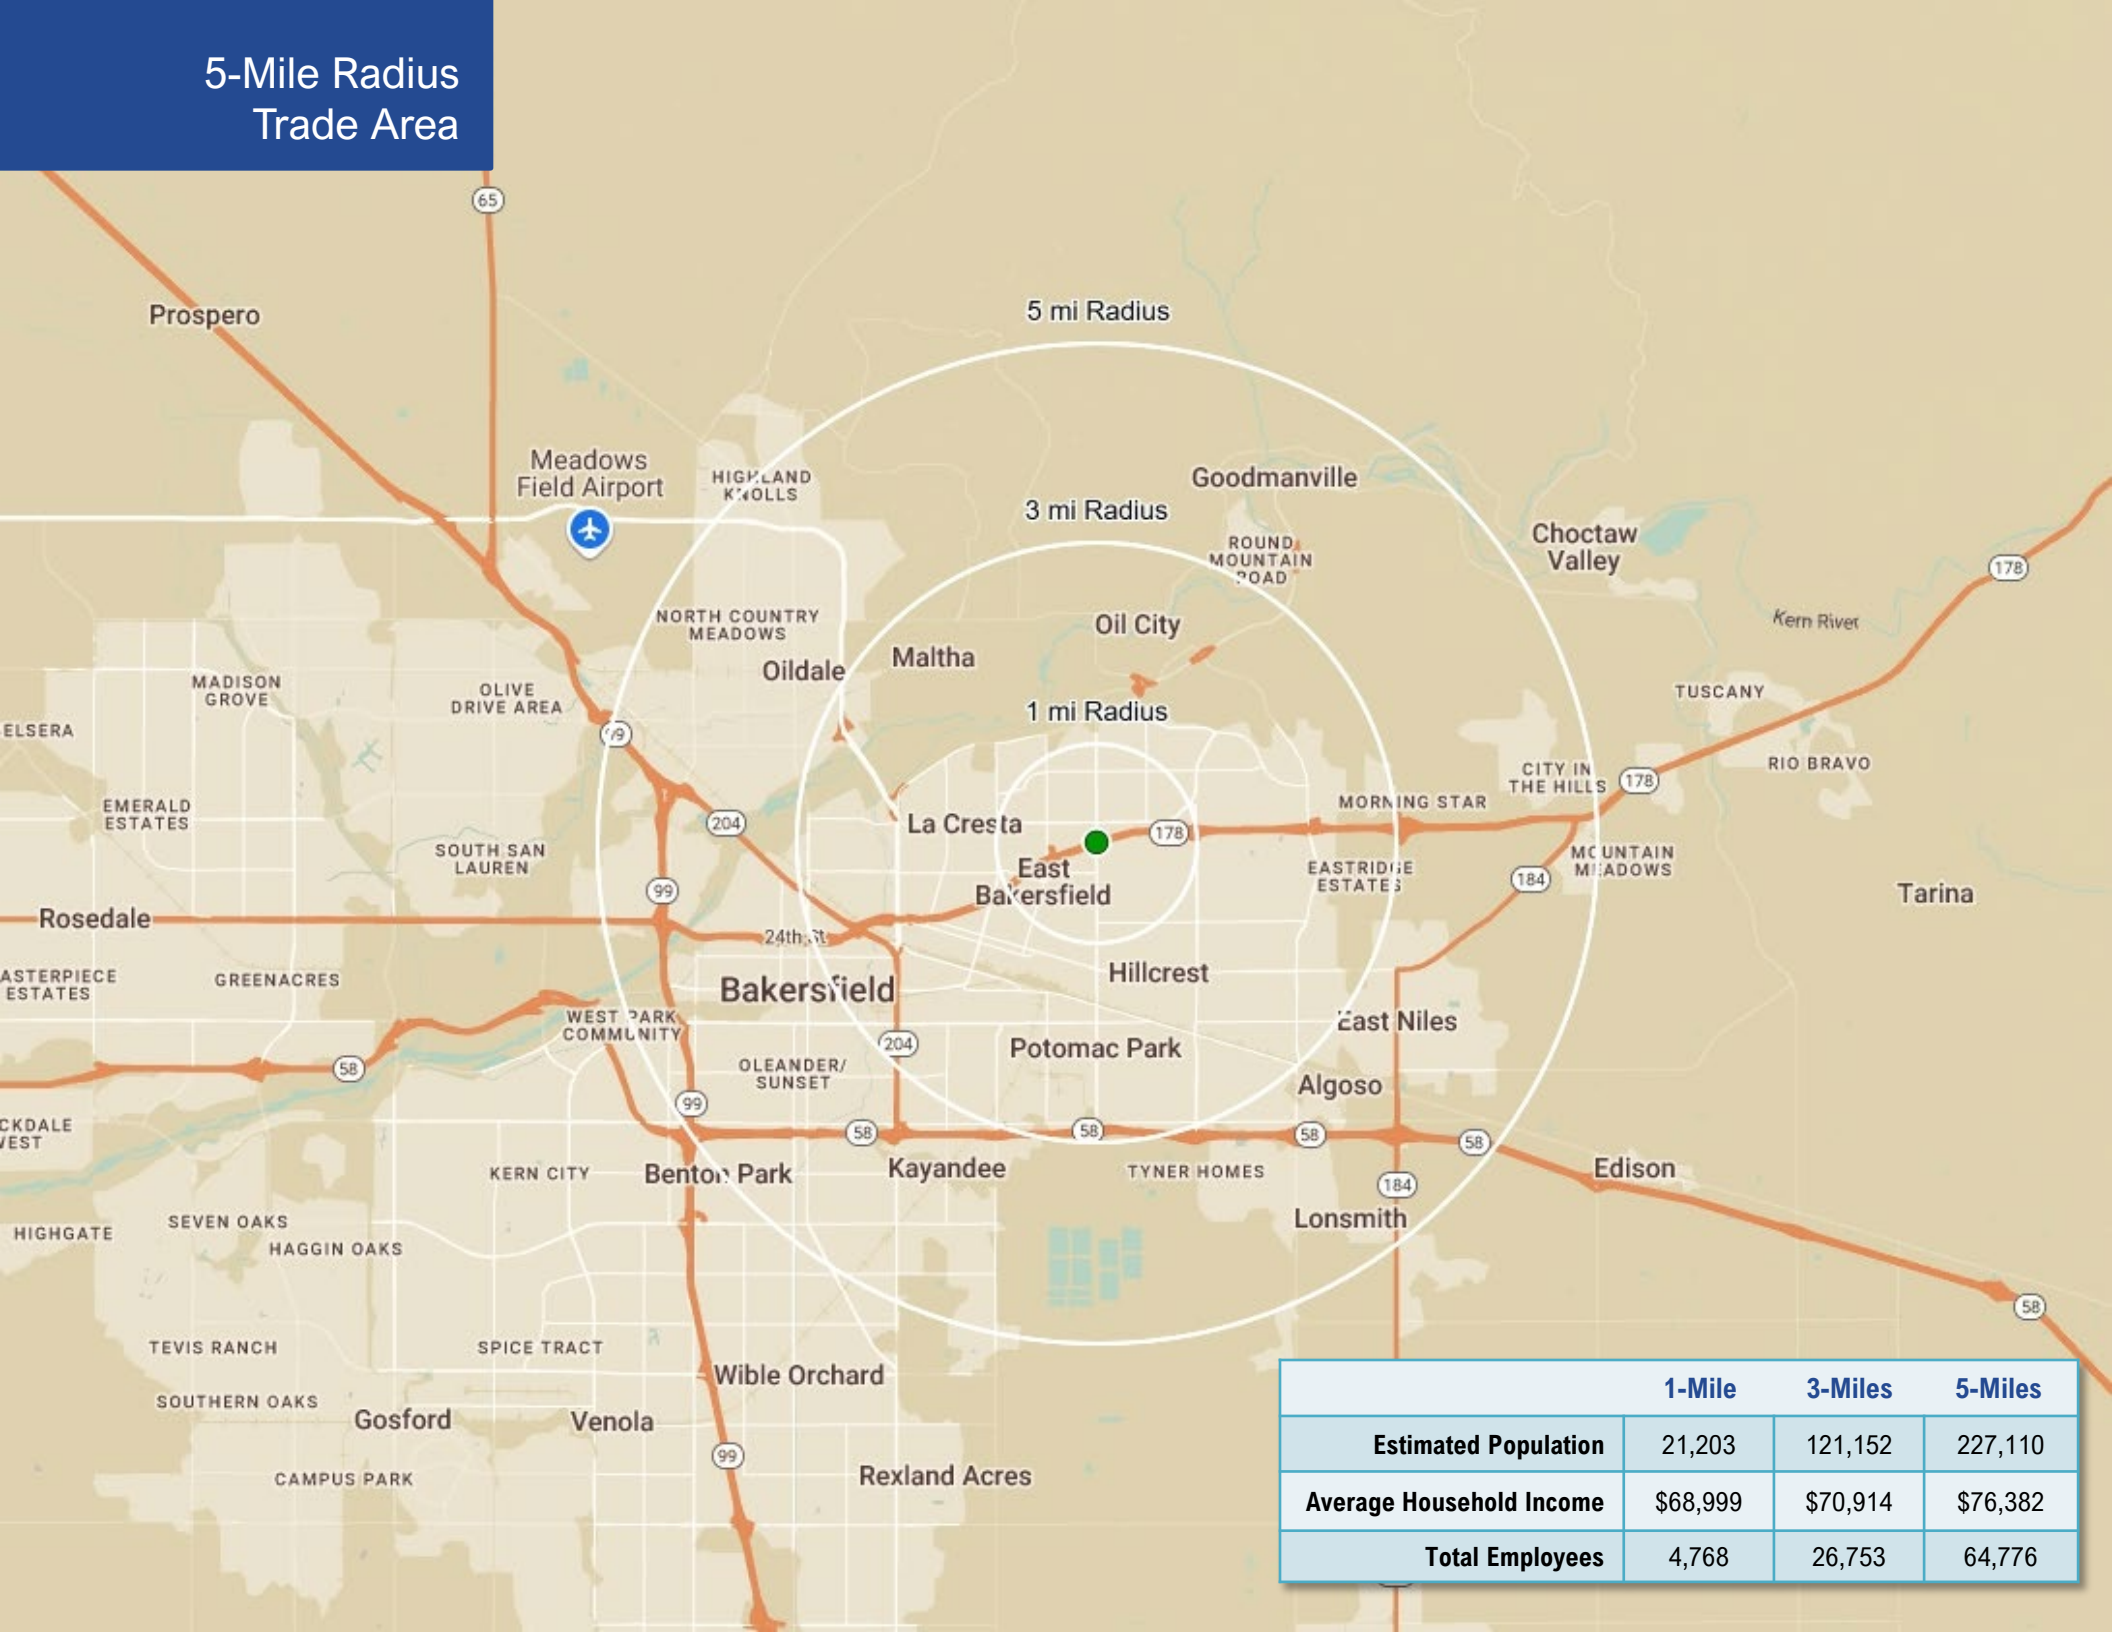 5-Mile Radius
Trade Area
65
Prospero
5 mi Radius
Meadows
Field Airport
HIGHLAND
KNOLLS
Goodmanville
3 mi Radius
Choctaw
Valley
ROUND
MOUNTAIN
ROAD
178
NORTH COUNTRY
MEADOWS
Oil City
Kern River
Oildale
Maltha
MADISON
GROVE
OLIVE
DRIVE AREA
TUSCANY
1 mi Radius
ELSERA
99
RIO BRAVO
CITY IN
THE HILLS
178
EMERALD
ESTATES
204
La Cresta
178
MORNING STAR
SOUTH SAN
LAUREN
East
Bakersfield
EASTRIDGE
ESTATES
184
MOUNTAIN
MEADOWS
99
Tarina
Rosedale
24th St
ASTERPIECE
ESTATES
GREENACRES
Bakersfield
Hillcrest
WEST PARK
COMMUNITY
East Niles
204
Potomac Park
58
OLEANDER/
SUNSET
Algoso
99
CKDALE
58
58
58
58
KERN CITY
Benton Park
Kayandee
TYNER HOMES
Edison
184
SEVEN OAKS
HIGHGATE
HAGGIN OAKS
Lonsmith
58
TEVIS RANCH
SPICE TRACT
Wible Orchard
SOUTHERN OAKS
Gosford
Venola
99
CAMPUS PARK
Rexland Acres
1-Mile 3-Miles 5-Miles
Estimated Population 21,203 121,152 227,110
Average Household Income $68,999 $70,914 $76,382
Total Employees 4,768 26,753 64,776